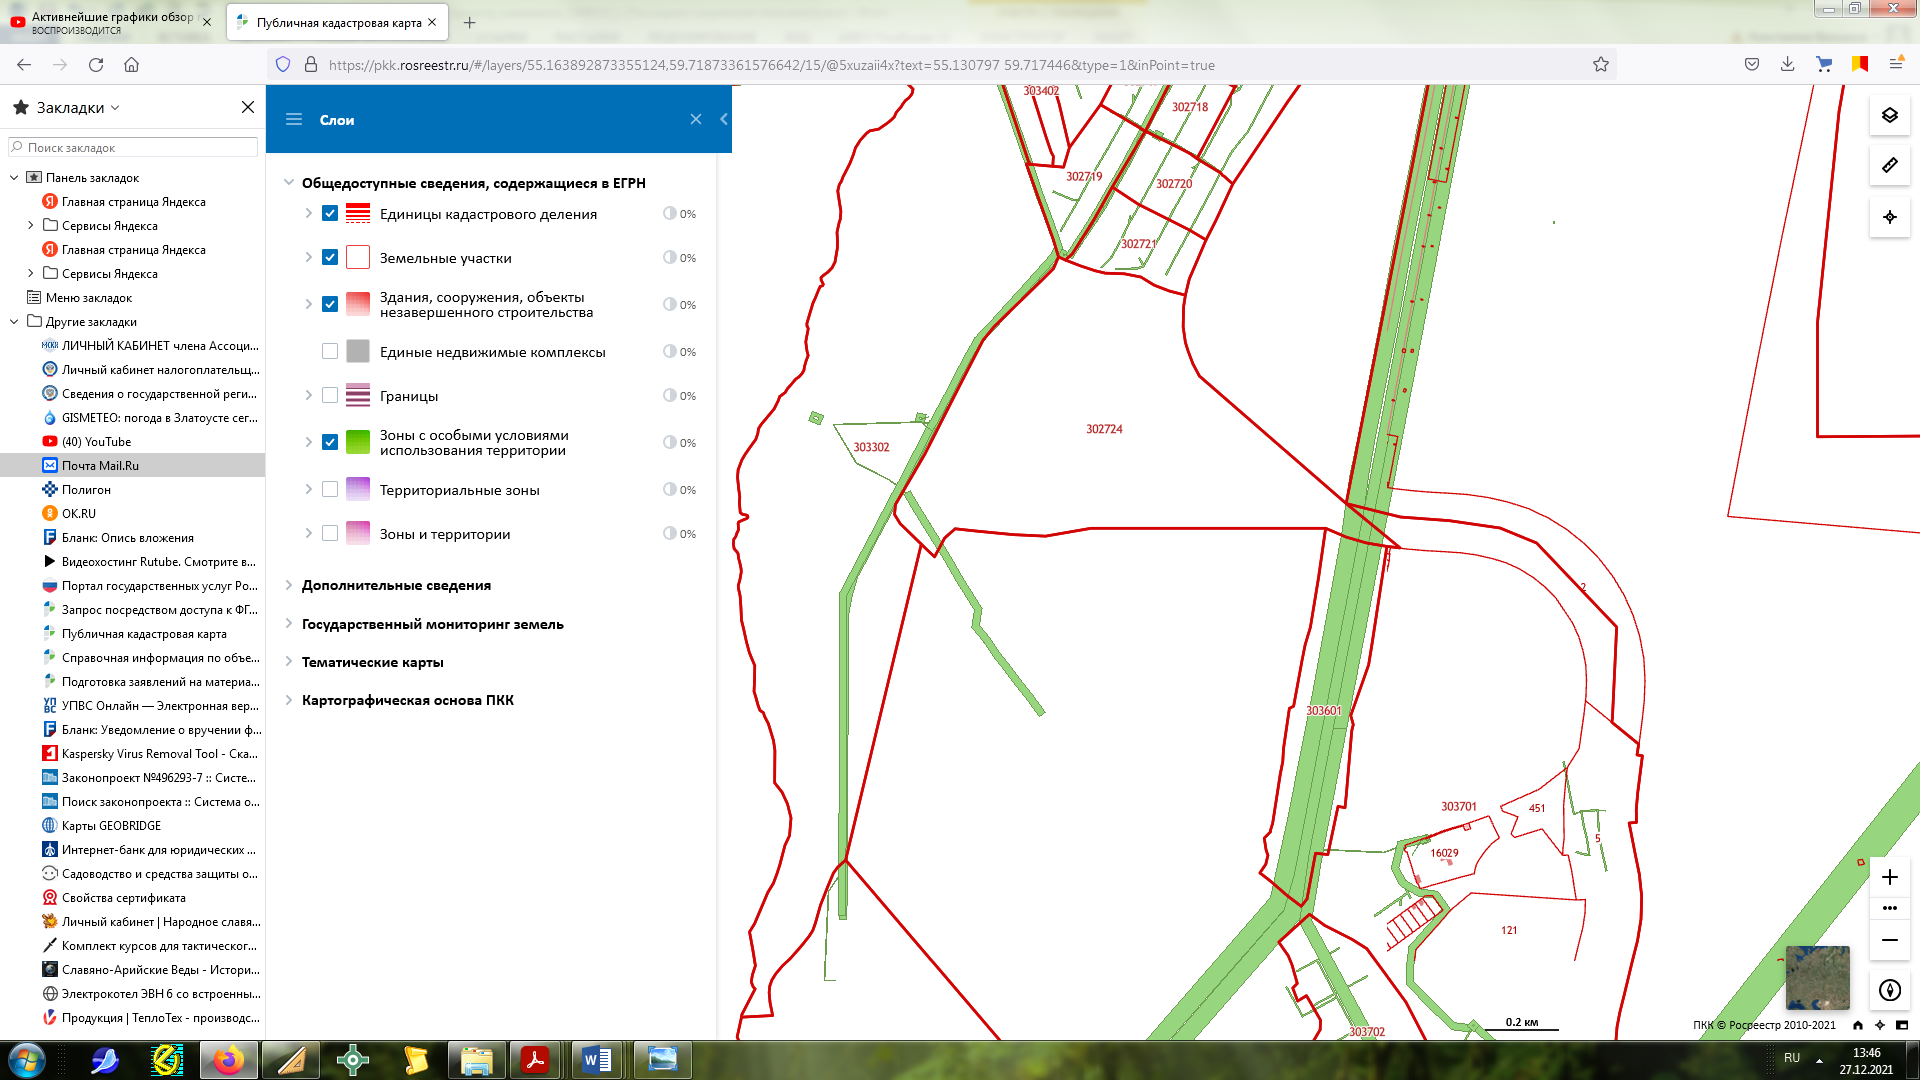 Активнейшие графики обзор
ВОСПРОИЗВОДИТСЯ
Публичная кадастровая карта
https://pkk.rosreestr.ru/#/layers/55.163892873355124,59.71873361576642/15/@5xuzaii4x?text=55.130797 59.717446&type=1&inPoint=true
Закладки
Поиск закладок
Панель закладок
Главная страница Яндекса
Сервисы Яндекса
Главная страница Яндекса
Сервисы Яндекса
Меню закладок
Другие закладки
ЛИЧНЫЙ КАБИНЕТ члена Ассоци...
Личный кабинет налогоплательщ...
Сведения о государственной реги...
GISMETEO: погода в Златоусте сег...
(40) YouTube
Почта Mail.Ru
Полигон
OK.RU
Бланк: Опись вложения
Видеохостинг Rutube. Смотрите в...
Портал государственных услуг Ро...
Запрос посредством доступа к ФГ...
Публичная кадастровая карта
Справочная информация по объе...
Подготовка заявлений на материа...
УПВС Онлайн — Электронная вер...
Бланк: Уведомление о вручении ф...
Kaspersky Virus Removal Tool - Ска...
Законопроект №496293-7 :: Систе...
Поиск законопроекта :: Система о...
Карты GEOBRIDGE
Интернет-банк для юридических ...
Садоводство и средства защиты о...
Свойства сертификата
Личный кабинет | Народное славя...
Комплект курсов для тактическог...
Славяно-Арийские Веды - Истори...
Электрокотел ЭВН 6 со встроенны...
Продукция | ТеплоТех - производс...
Слои
Общедоступные сведения, содержащиеся в ЕГРН
Единицы кадастрового деления 0%
Земельные участки 0%
Здания, сооружения, объекты
незавершенного строительства 0%
Единые недвижимые комплексы 0%
Границы 0%
Зоны с особыми условиями
использования территории 0%
Территориальные зоны 0%
Зоны и территории 0%
Дополнительные сведения
Государственный мониторинг земель
Тематические карты
Картографическая основа ПКК
303402
302718
302719
302720
302721
302724
303302
2
303601
303701
451
5
16029
121
303702
0.2 км
ПКК © Росреестр 2010-2021
RU
13:46
27.12.2021